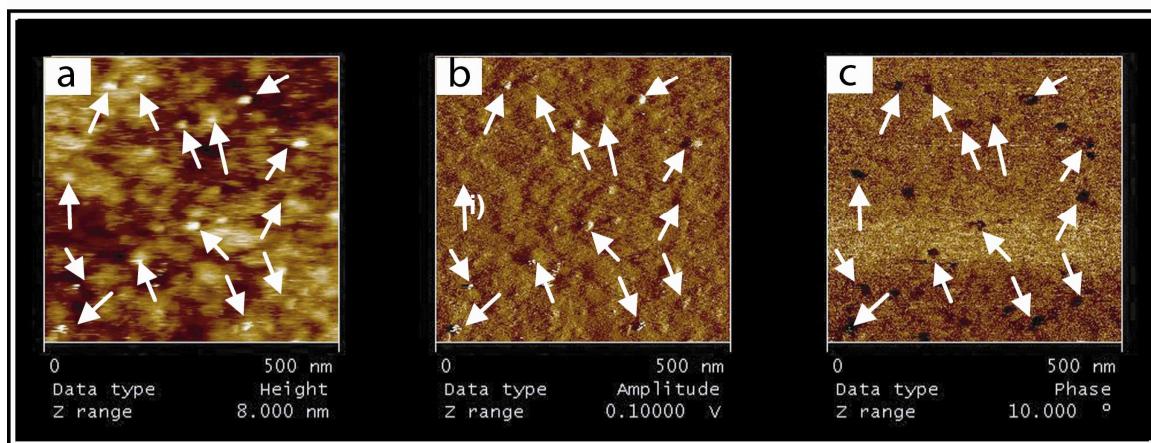 a
b
c
i)
0 500 nm
Data type Height
Z range 8.000 nm
0 500 nm
Data type Amplitude
Z range 0.10000 V
0 500 nm
Data type Phase
Z range 10.000 º